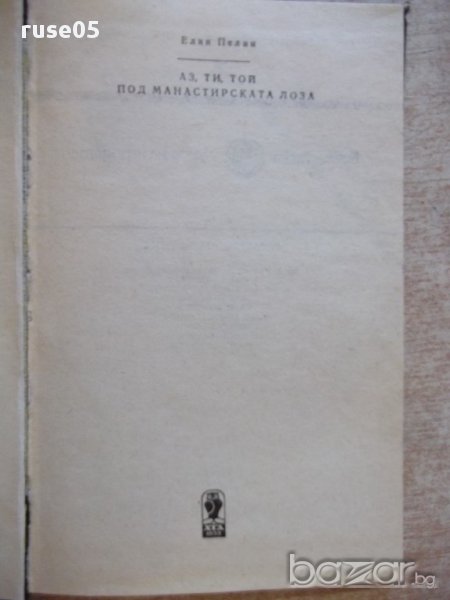 ruse05
Елин Пелин
АЗ, ТИ, ТОЙ
ПОД МАНАСТИРСКАТА ЛОЗА
bazar.bg